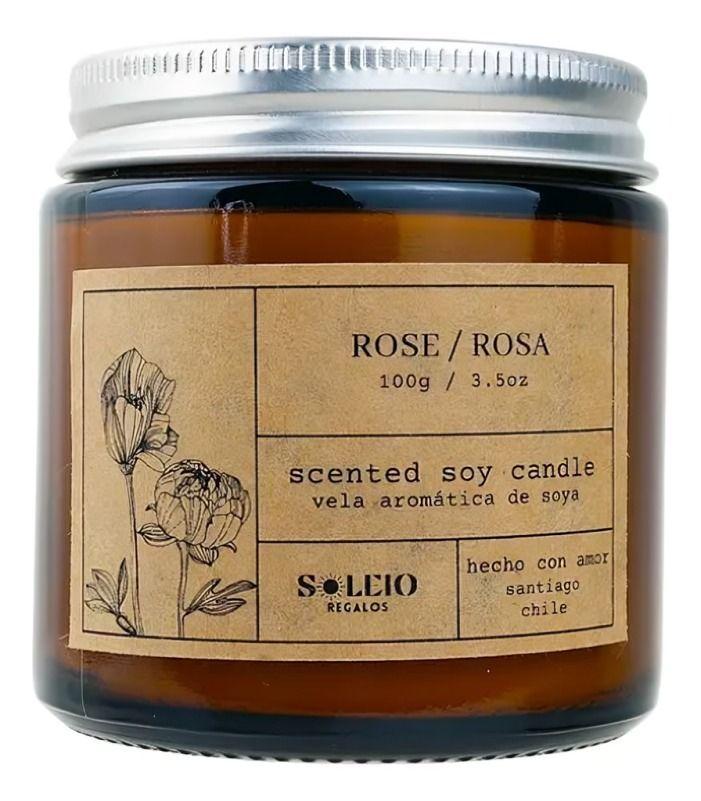 ROSE / ROSA
100g / 3.5oz
scented soy candle
vela aromática de soya
SOLEIO
REGALOS
hecho con amor
santiago
chile